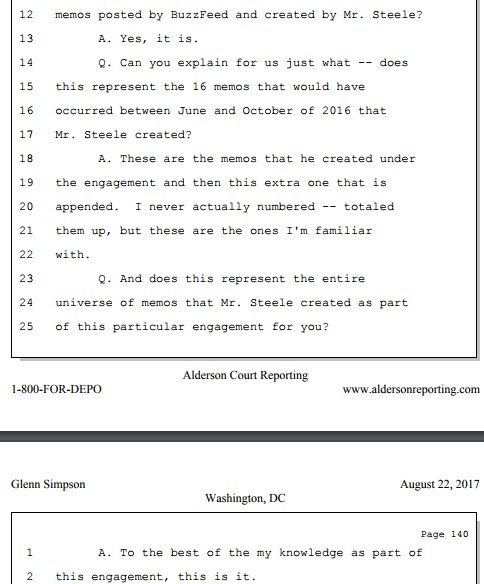 12 memos posted by BuzzFeed and created by Mr. Steele?
13 A. Yes, it is.
14 Q. Can you explain for us just what -- does
15 this represent the 16 memos that would have
16 occurred between June and October of 2016 that
17 Mr. Steele created?
18 A. These are the memos that he created under
19 the engagement and then this extra one that is
20 appended. I never actually numbered -- totaled
21 them up, but these are the ones I'm familiar
22 with.
23 Q. And does this represent the entire
24 universe of memos that Mr. Steele created as part
25 of this particular engagement for you?
Alderson Court Reporting
1-800-FOR-DEPO www.aldersonreporting.com
Glenn Simpson August 22, 2017
Washington, DC
Page 140
1 A. To the best of the my knowledge as part of
2 this engagement, this is it.